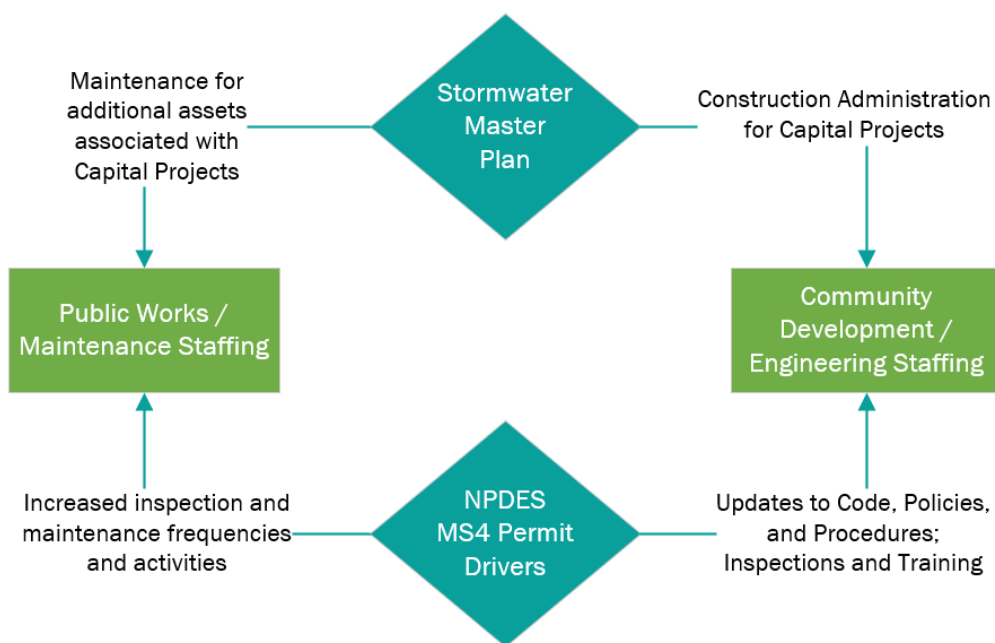 Maintenance for
additional assets
associated with
Capital Projects
Stormwater
Master
Plan
Construction Administration
for Capital Projects
Public Works /
Maintenance Staffing
Community
Development /
Engineering Staffing
Increased inspection and
maintenance frequencies
and activities
NPDES
MS4 Permit
Drivers
Updates to Code, Policies,
and Procedures;
Inspections and Training